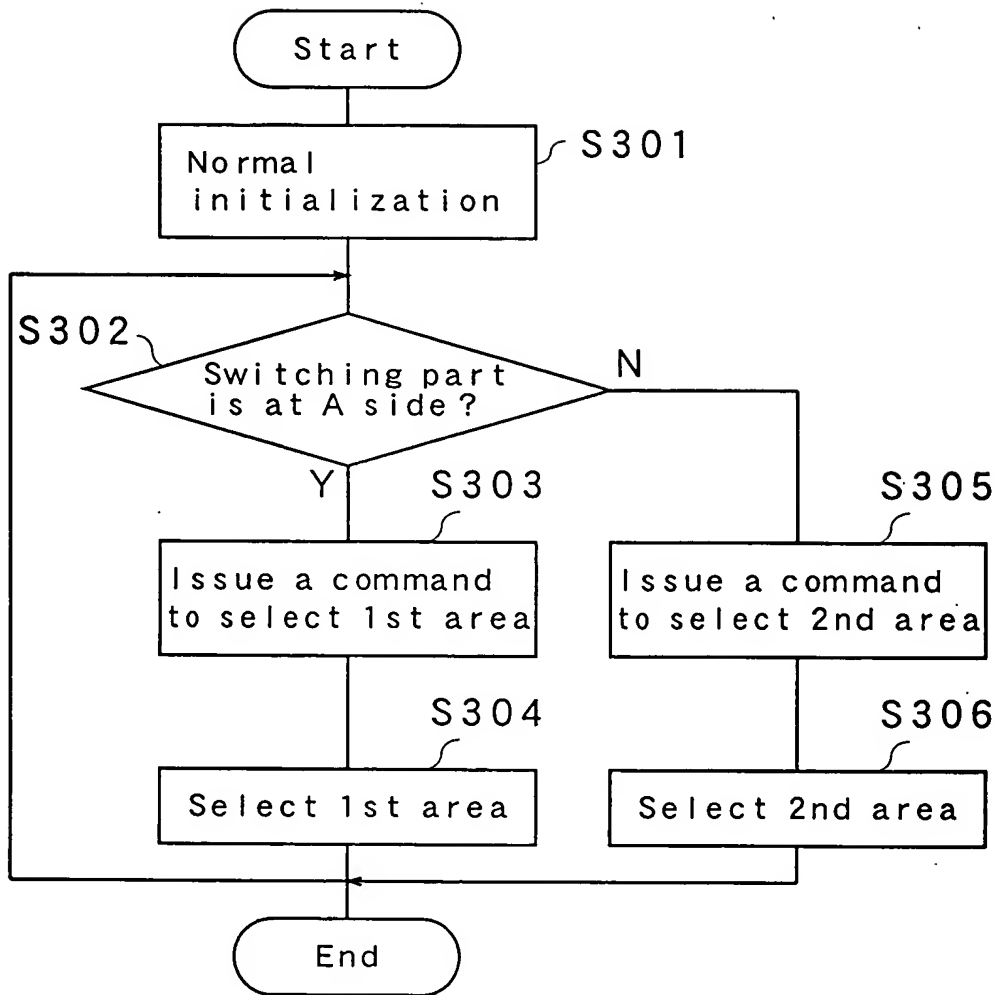 Start
S301
Normal
initialization
S302
Switching part
is at A side?
N
Y
S303
Issue a command
to select 1st area
S305
Issue a command
to select 2nd area
S304
Select 1st area
S306
Select 2nd area
End